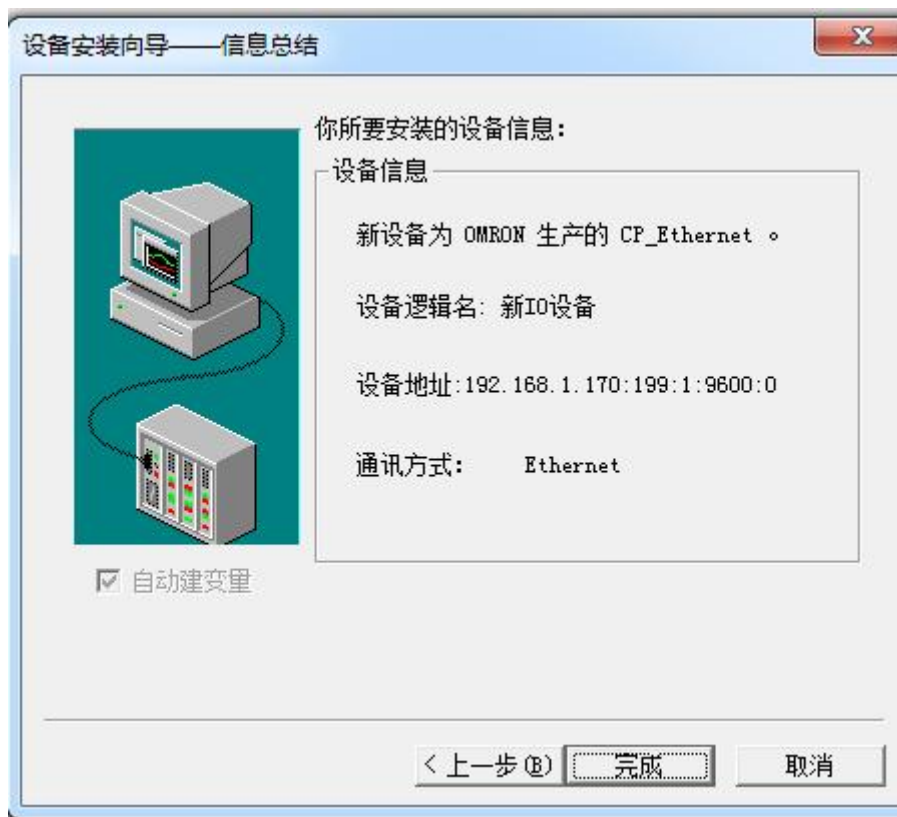 设备安装向导——信息总结
你所要安装的设备信息：
设备信息
新设备为 OMRON 生产的 CP_Ethernet 。
设备逻辑名: 新IO设备
设备地址:192.168.1.170:199:1:9600:0
通讯方式： Ethernet
自动建变量
< 上一步(B) 完成 取消